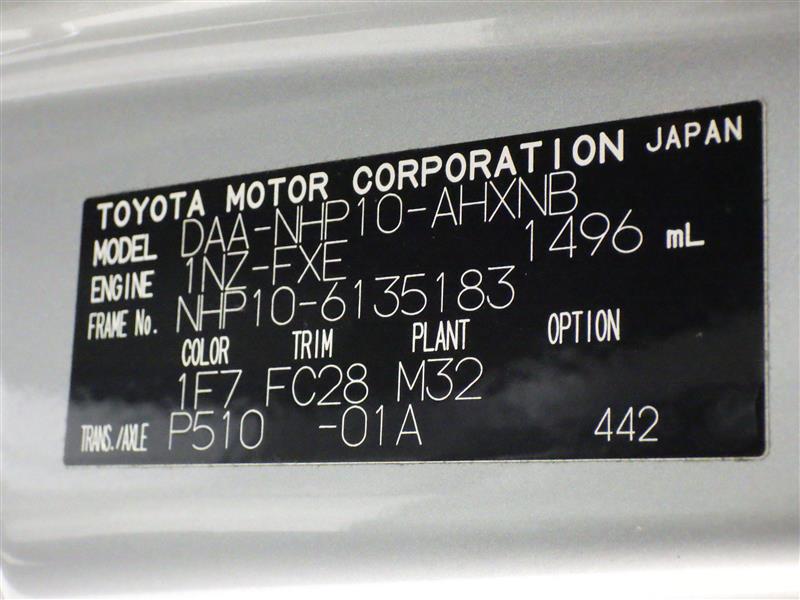 TOYOTA MOTOR CORPORATION JAPAN
MODEL DAA-NHP10-AHXNB
ENGINE 1NZ-FXE 1496 mL
FRAME No. NHP10-6135183
COLOR TRIM PLANT OPTION
1F7 FC28 M32
TRANS./AXLE P510 -01A 442